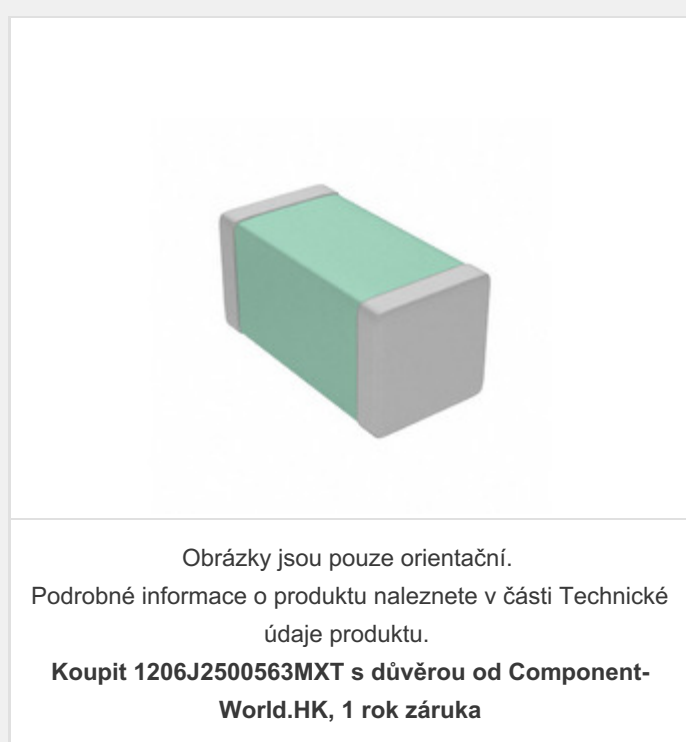 Obrázky jsou pouze orientační.
Podrobné informace o produktu naleznete v části Technické
údaje produktu.
Koupit 1206J2500563MXT s důvěrou od Component-
World.HK, 1 rok záruka